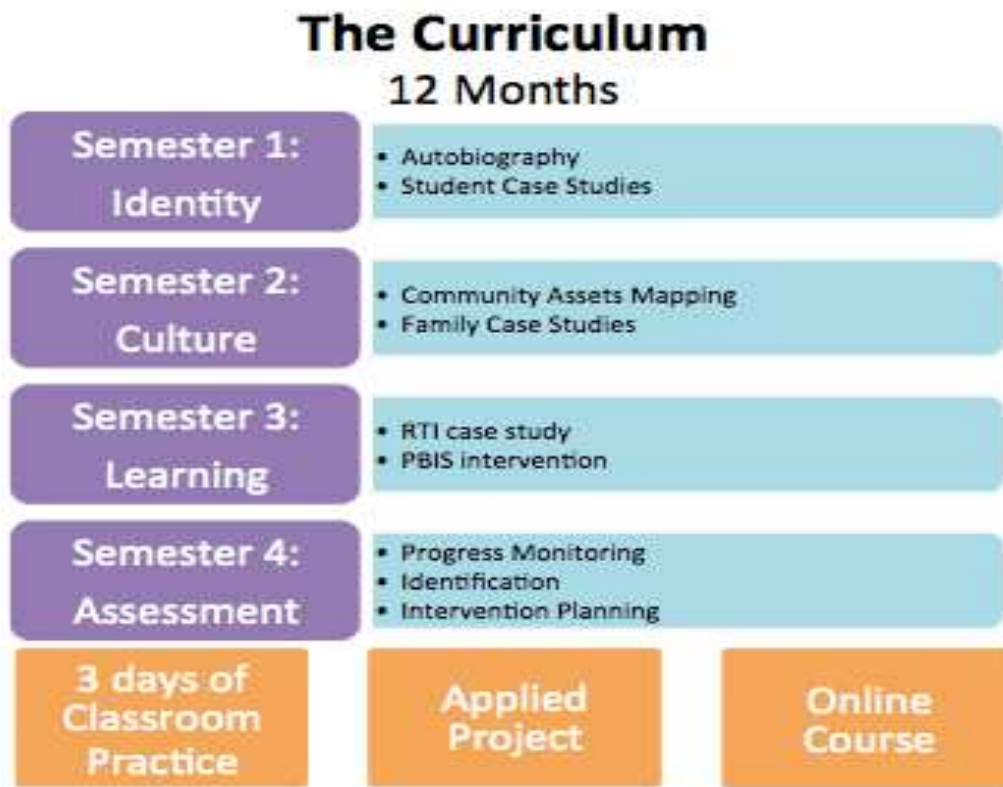 The Curriculum
12 Months
Semester 1:
Identity
• Autobiography
• Student Case Studies
Semester 2:
Culture
• Community Assets Mapping
• Family Case Studies
Semester 3:
Learning
• RTI case study
• PBIS intervention
Semester 4:
Assessment
• Progress Monitoring
• Identification
• Intervention Planning
3 days of
Classroom
Practice
Applied
Project
Online
Course